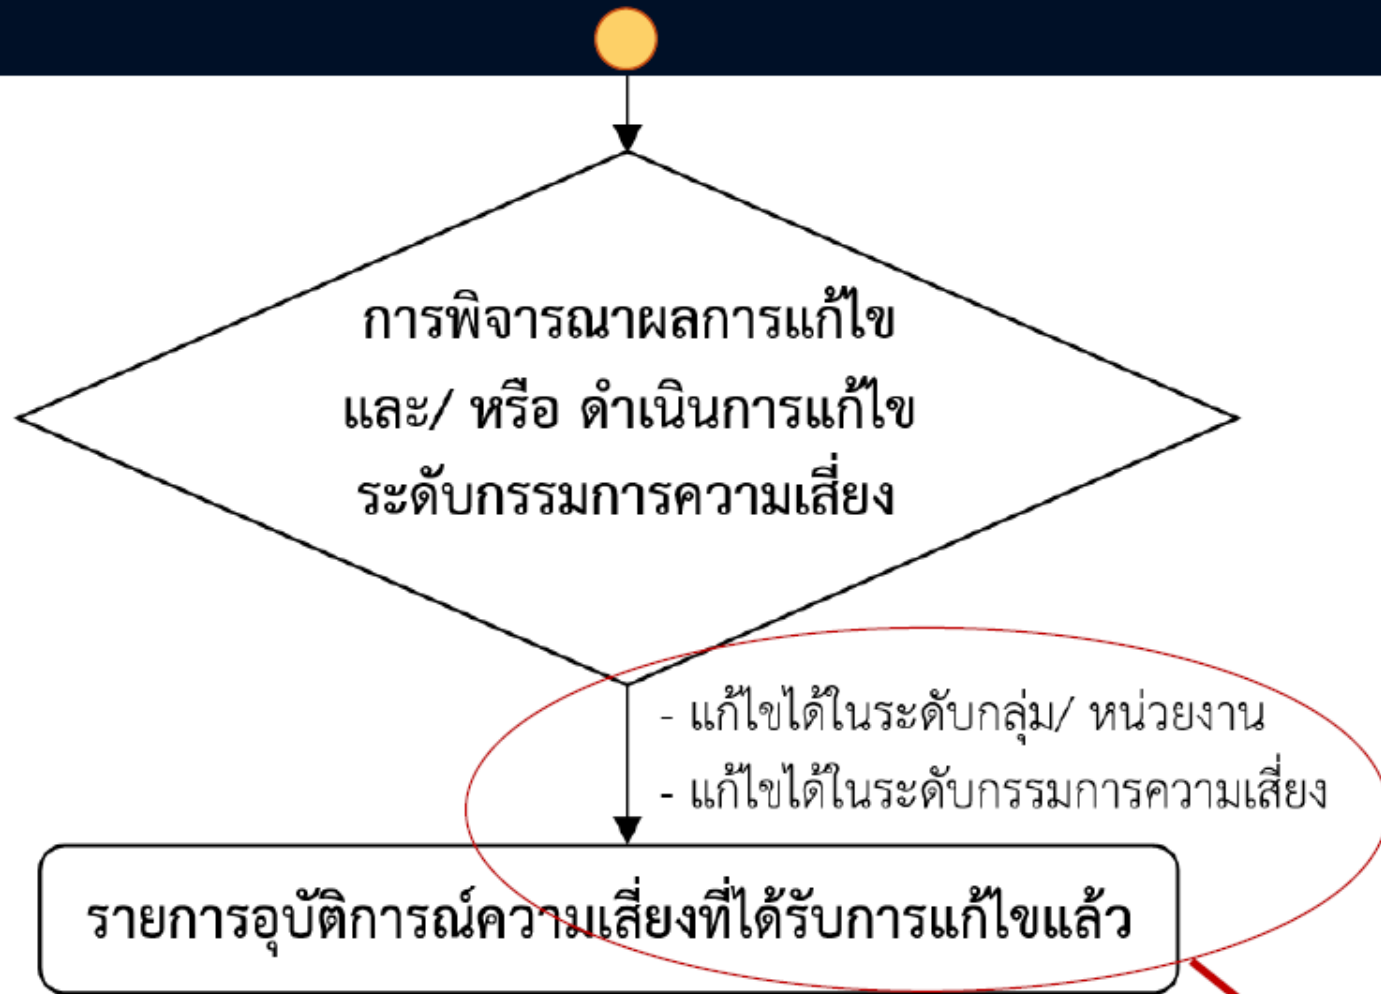 การพิจารณาผลการแก้ไข
และ/ หรือ ดำเนินการแก้ไข
ระดับกรรมการความเสี่ยง
- แก้ไขได้ในระดับกลุ่ม/ หน่วยงาน
- แก้ไขได้ในระดับกรรมการความเสี่ยง
รายการอุบัติการณ์ความเสี่ยงที่ได้รับการแก้ไขแล้ว